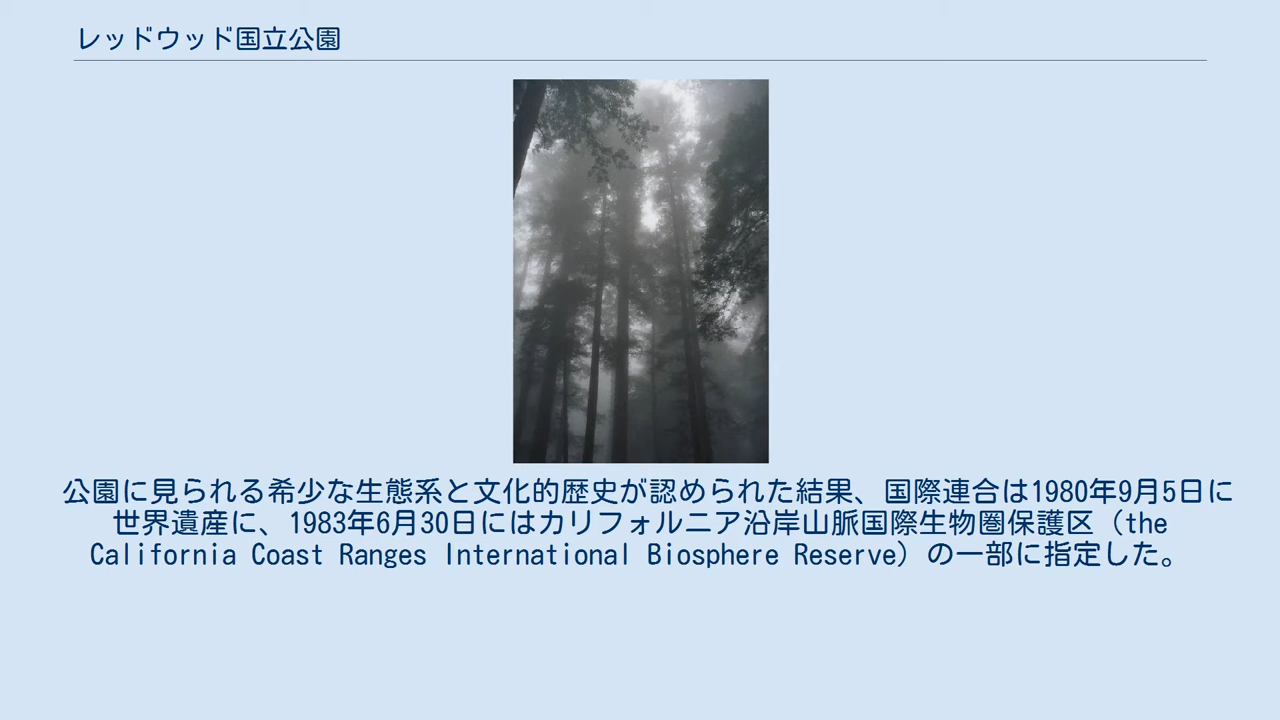 レッドウッド国立公園
公園に見られる希少な生態系と文化的歴史が認められた結果、国際連合は1980年9月5日に
世界遺産に、1983年6月30日にはカリフォルニア沿岸山脈国際生物圏保護区（the
California Coast Ranges International Biosphere Reserve）の一部に指定した。